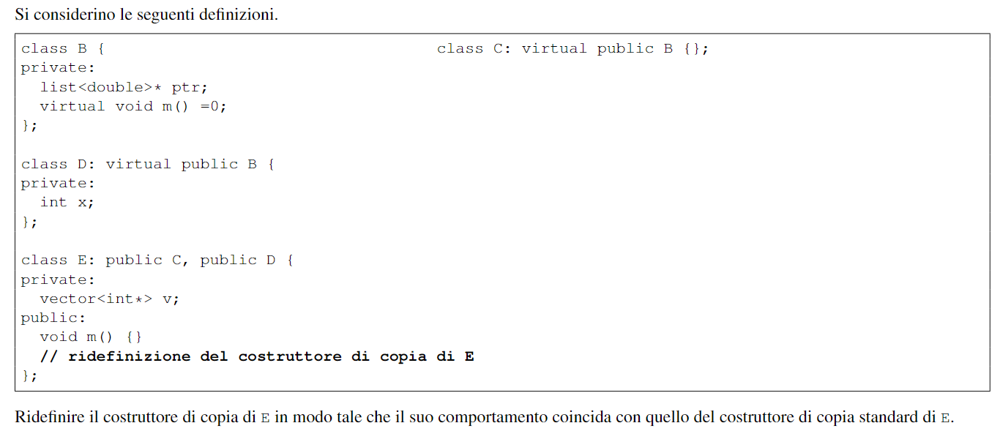 Si considerino le seguenti definizioni.
class B { class C: virtual public B {};
private:
list<double>* ptr;
virtual void m() =0;
};
class D: virtual public B {
private:
int x;
};
class E: public C, public D {
private:
vector<int*> v;
public:
void m() {}
// ridefinizione del costruttore di copia di E
};
Ridefinire il costruttore di copia di E in modo tale che il suo comportamento coincida con quello del costruttore di copia standard di E.